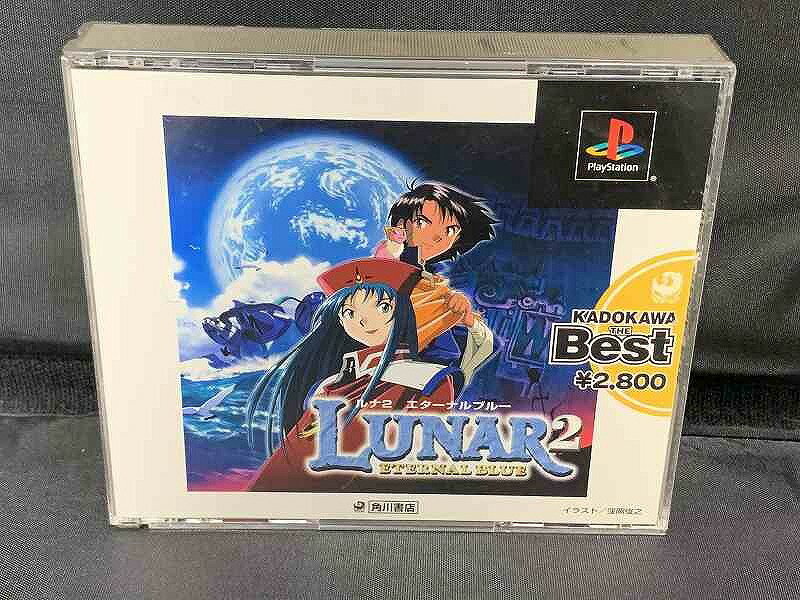 PlayStation
KADOKAWA
THE
Best
¥2,800
ルナ2 エターナルブルー
LUNAR2
ETERNAL BLUE
角川書店
イラスト/窪岡俊之